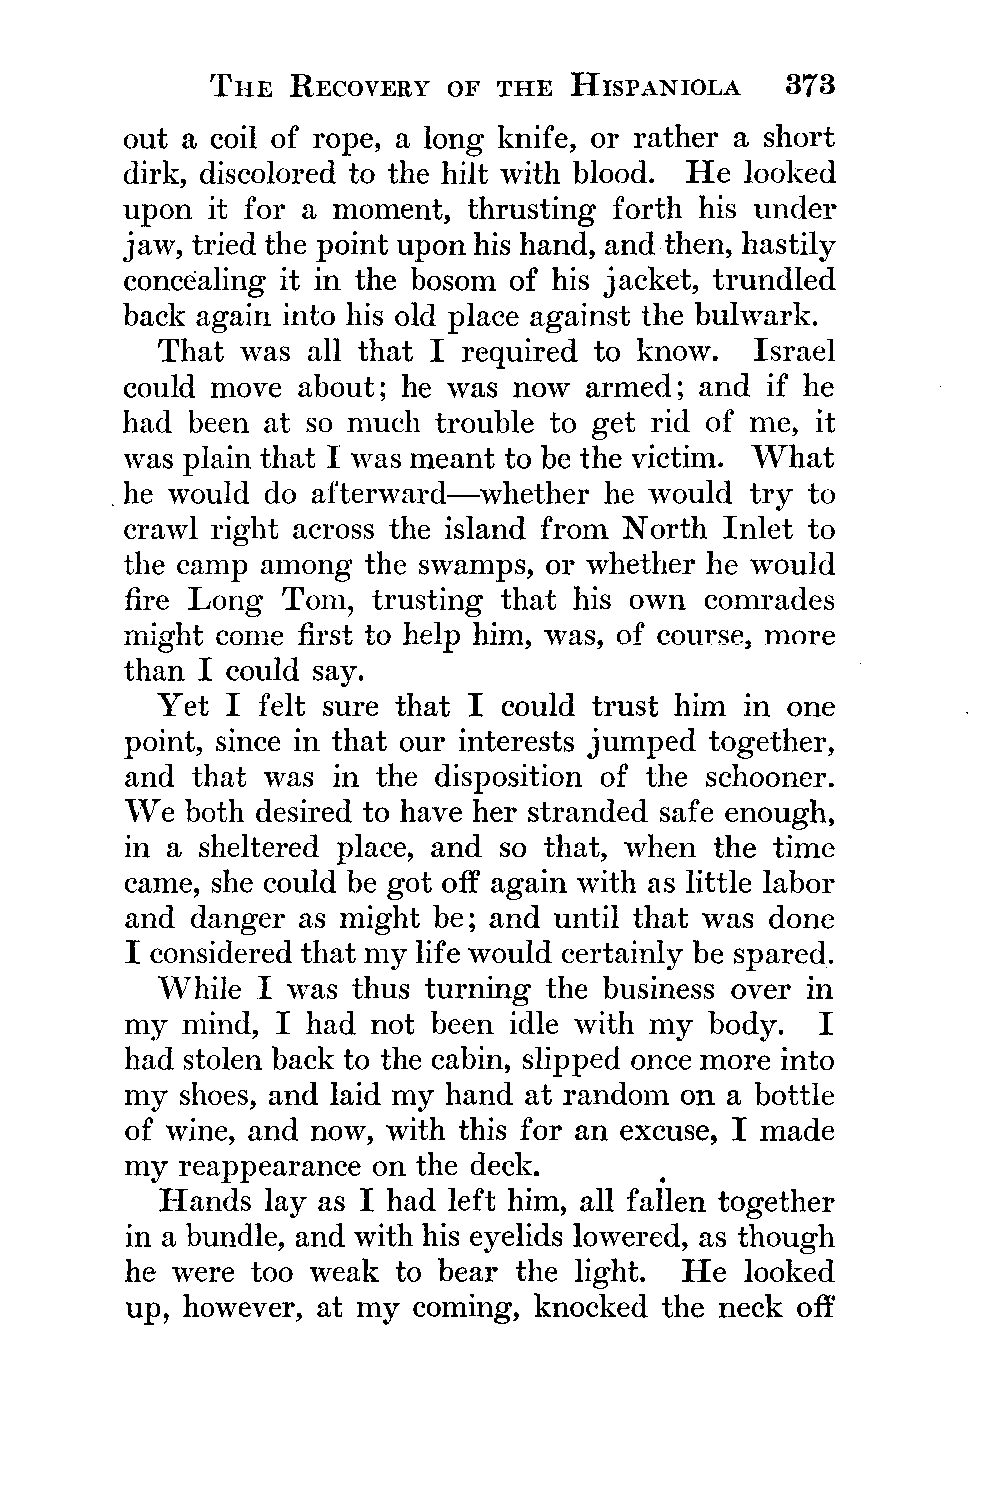 THE RECOVERY OF THE HISPANIOLA 373
out a coil of rope, a long knife, or rather a short
dirk, discolored to the hilt with blood. He looked
upon it for a moment, thrusting forth his under
jaw, tried the point upon his hand, and then, hastily
concealing it in the bosom of his jacket, trundled
back again into his old place against the bulwark.
That was all that I required to know. Israel
could move about; he was now armed; and if he
had been at so much trouble to get rid of me, it
was plain that I was meant to be the victim. What
he would do afterward—whether he would try to
crawl right across the island from North Inlet to
the camp among the swamps, or whether he would
fire Long Tom, trusting that his own comrades
might come first to help him, was, of course, more
than I could say.
Yet I felt sure that I could trust him in one
point, since in that our interests jumped together,
and that was in the disposition of the schooner.
We both desired to have her stranded safe enough,
in a sheltered place, and so that, when the time
came, she could be got off again with as little labor
and danger as might be; and until that was done
I considered that my life would certainly be spared.
While I was thus turning the business over in
my mind, I had not been idle with my body. I
had stolen back to the cabin, slipped once more into
my shoes, and laid my hand at random on a bottle
of wine, and now, with this for an excuse, I made
my reappearance on the deck.
Hands lay as I had left him, all fallen together
in a bundle, and with his eyelids lowered, as though
he were too weak to bear the light. He looked
up, however, at my coming, knocked the neck off